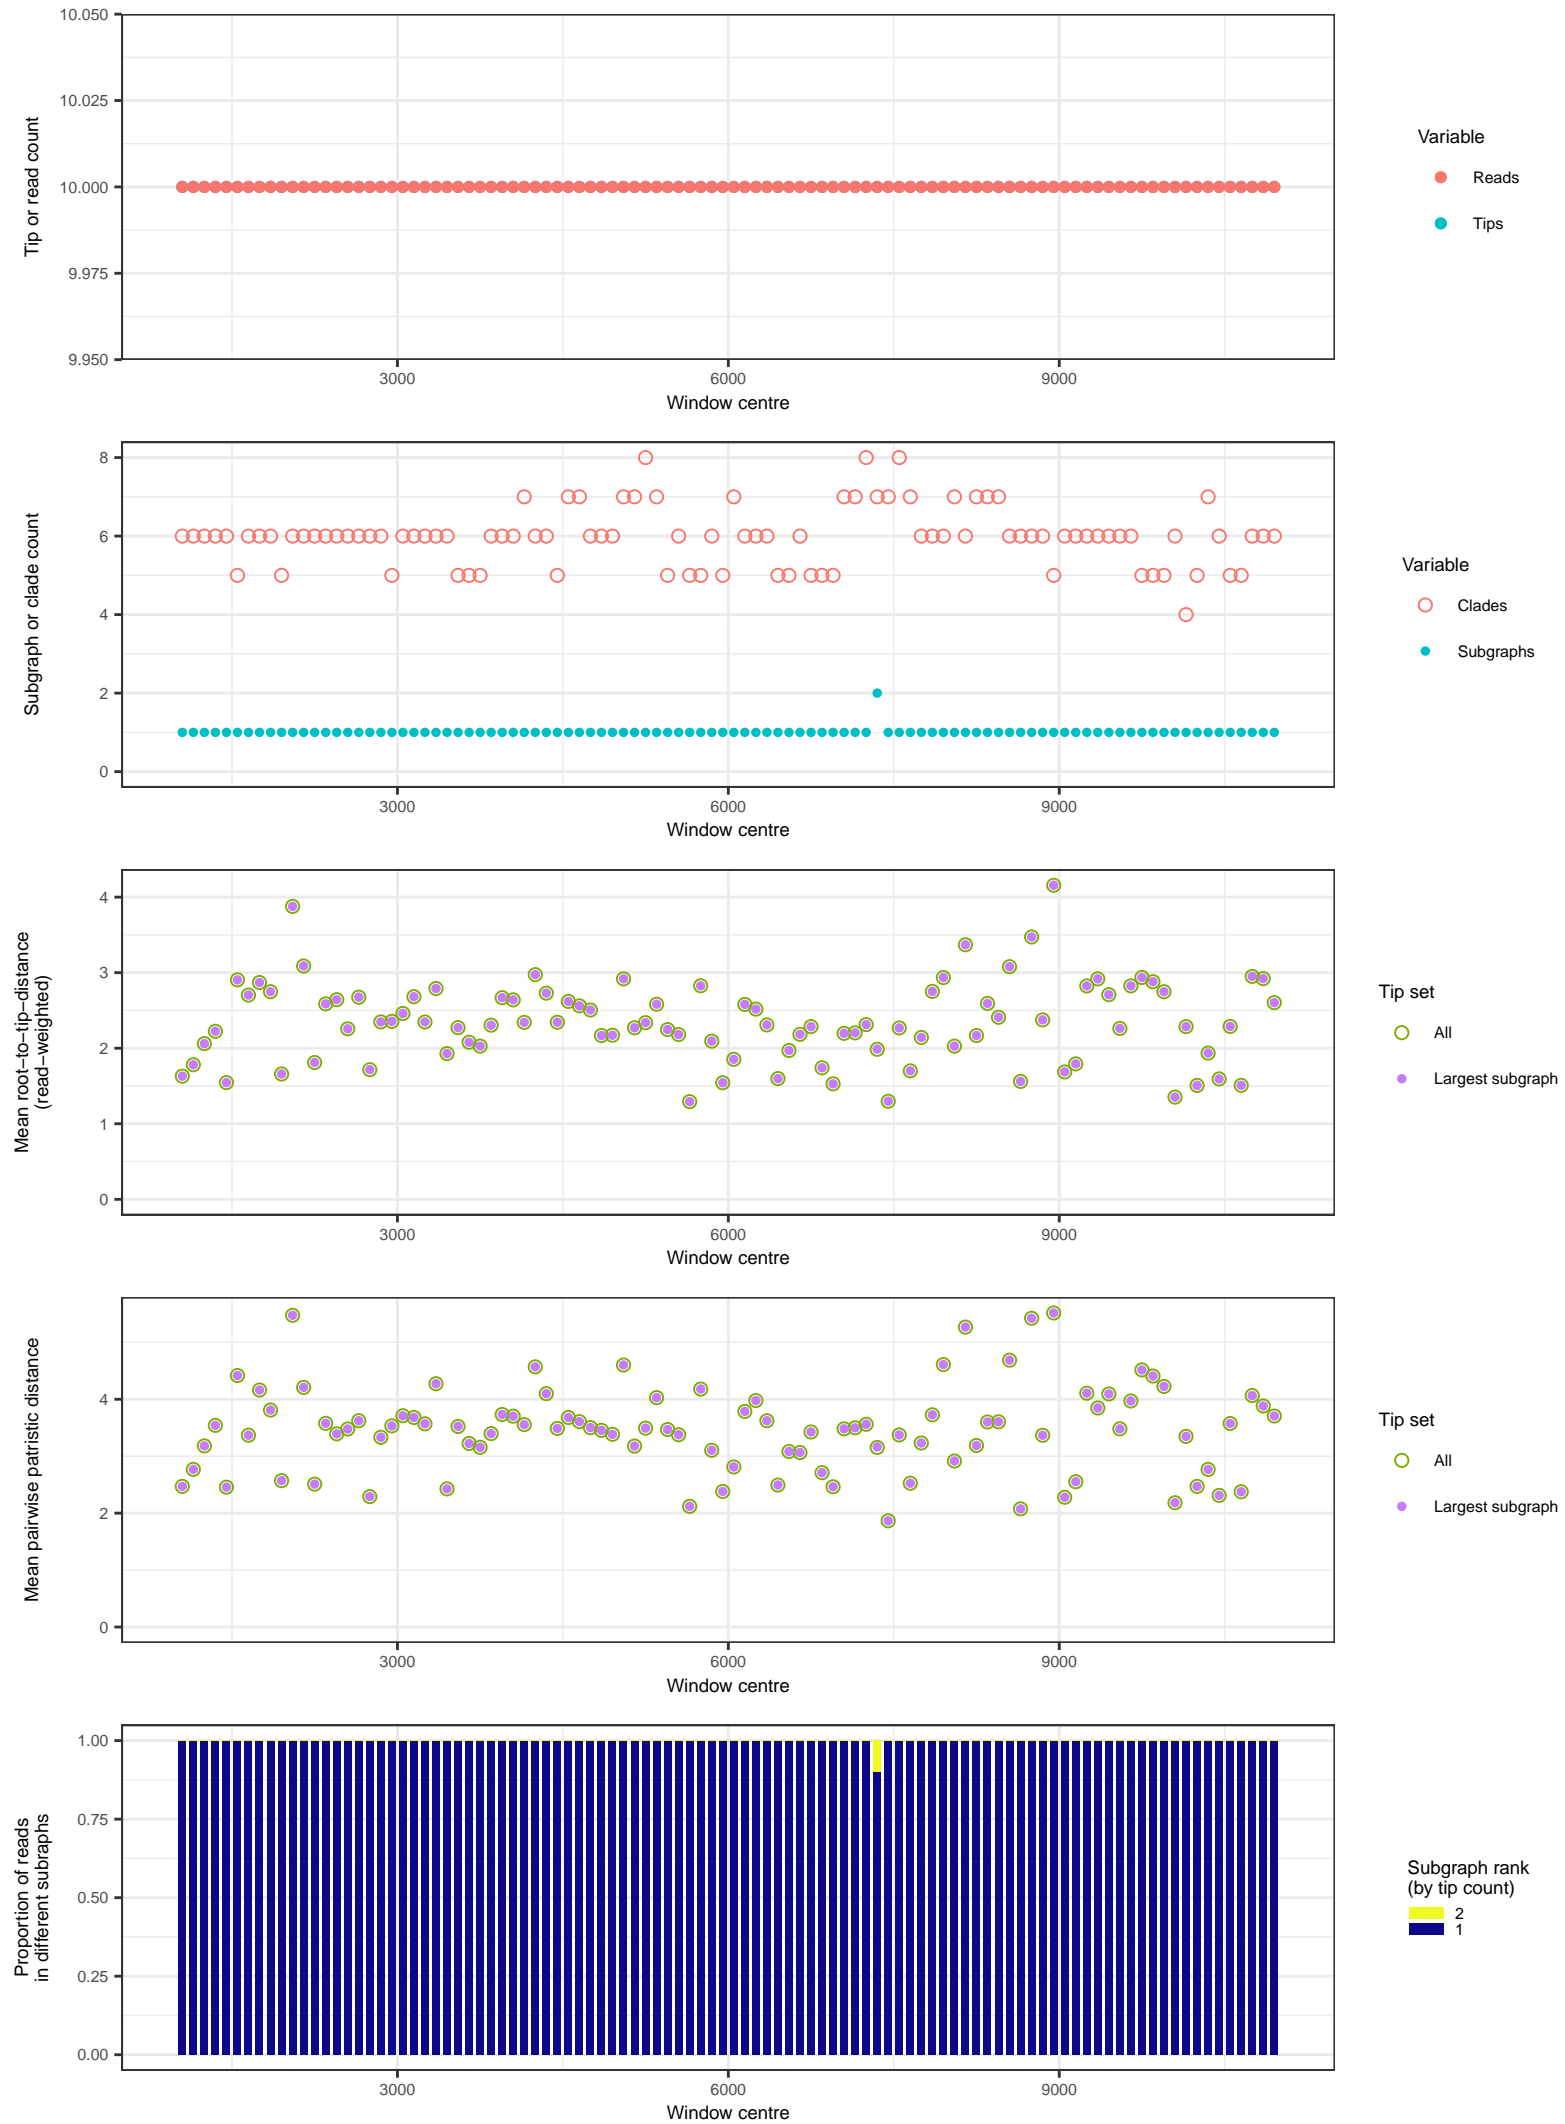 10.050
10.025
10.000
9.975
9.950
Tip or read count
3000
6000
9000
Window centre
Variable
Reads
Tips
8
6
4
2
0
Subgraph or clade count
3000
6000
9000
Window centre
Variable
Clades
Subgraphs
4
3
2
1
0
Mean root−to−tip−distance
(read−weighted)
3000
6000
9000
Window centre
Tip set
All
Largest subgraph
4
2
0
Mean pairwise patristic distance
3000
6000
9000
Window centre
Tip set
All
Largest subgraph
1.00
0.75
0.50
0.25
0.00
Proportion of reads
in different subraphs
3000
6000
9000
Window centre
Subgraph rank
(by tip count)
2
1